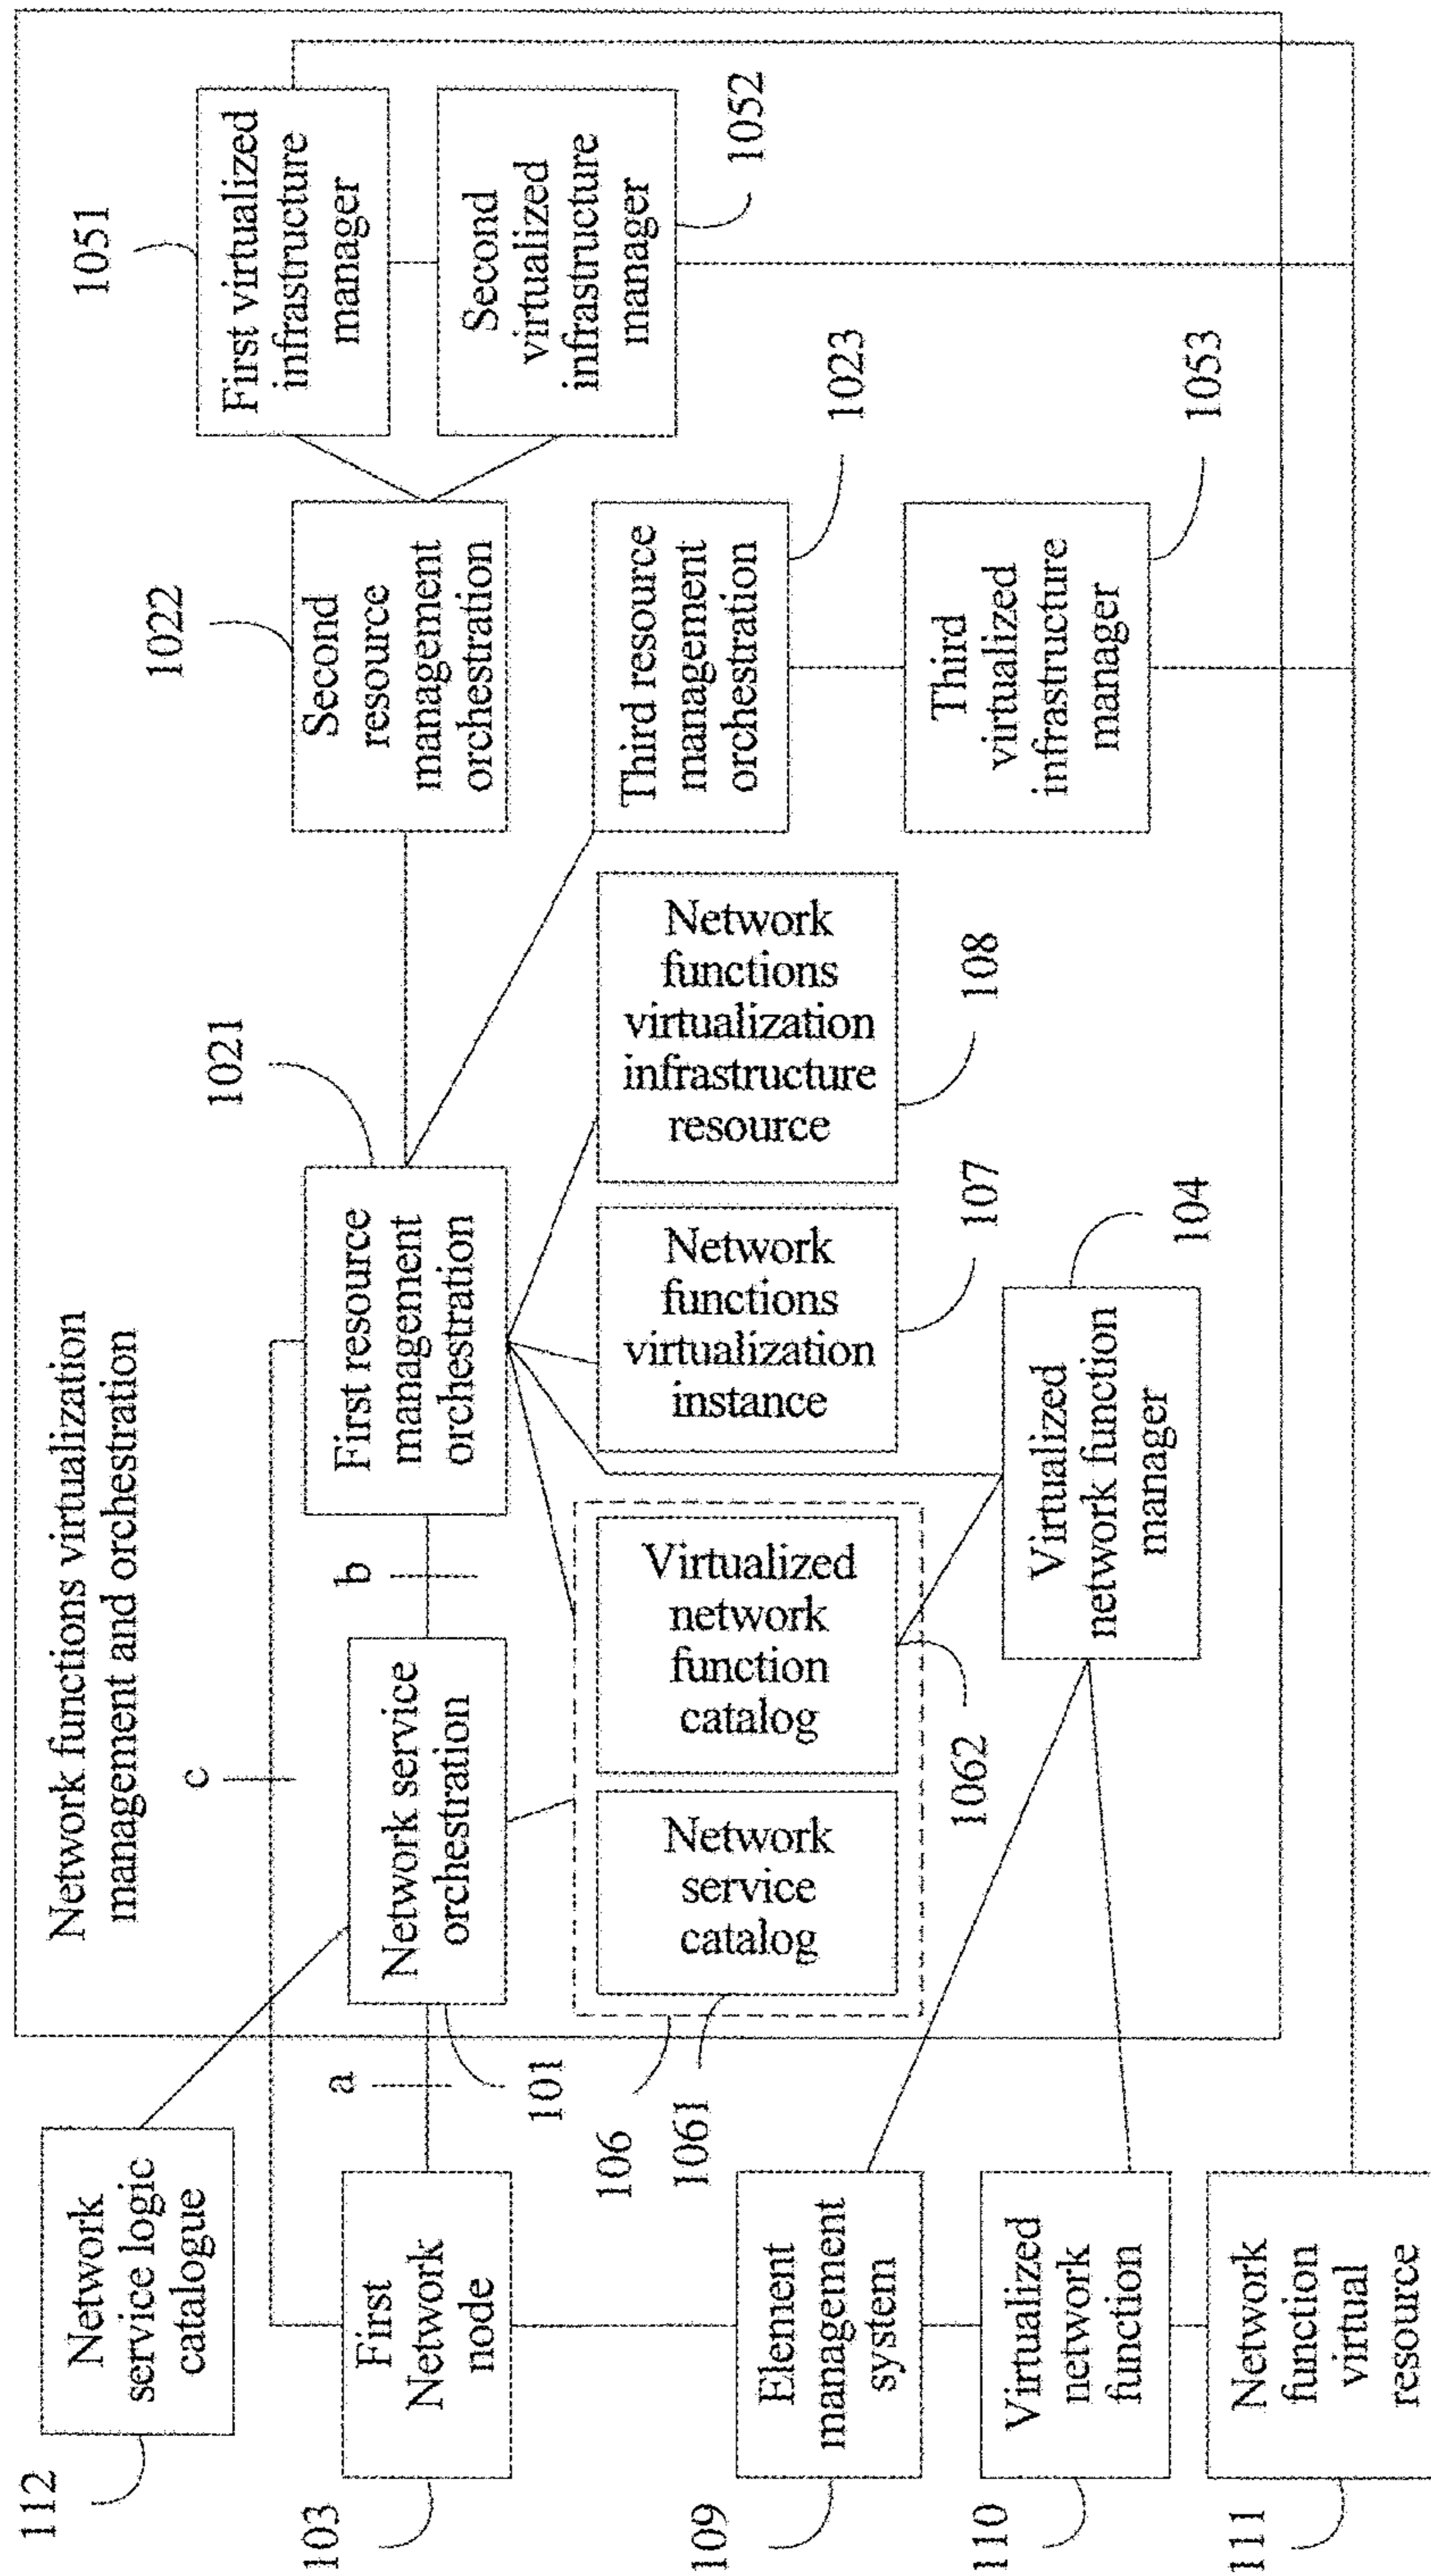 Network functions virtualization
management and orchestration
112
Network
service logic
catalogue
c
103
First
Network
node
a
101
Network service
orchestration
b
First resource
management
orchestration
1021
1022
Second
resource
management
orchestration
1051
First virtualized
infrastructure
manager
Second
virtualized
infrastructure
manager
1052
106
1061
Network
service
catalog
Virtualized
network
function
catalog
1062
Network
functions
virtualization
instance
107
Network
functions
virtualization
infrastructure
resource
108
Third resource
management
orchestration
1023
Third
virtualized
infrastructure
manager
1053
Virtualized
network function
manager
104
109
Element
management
system
110
Virtualized
network
function
111
Network
function
virtual
resource